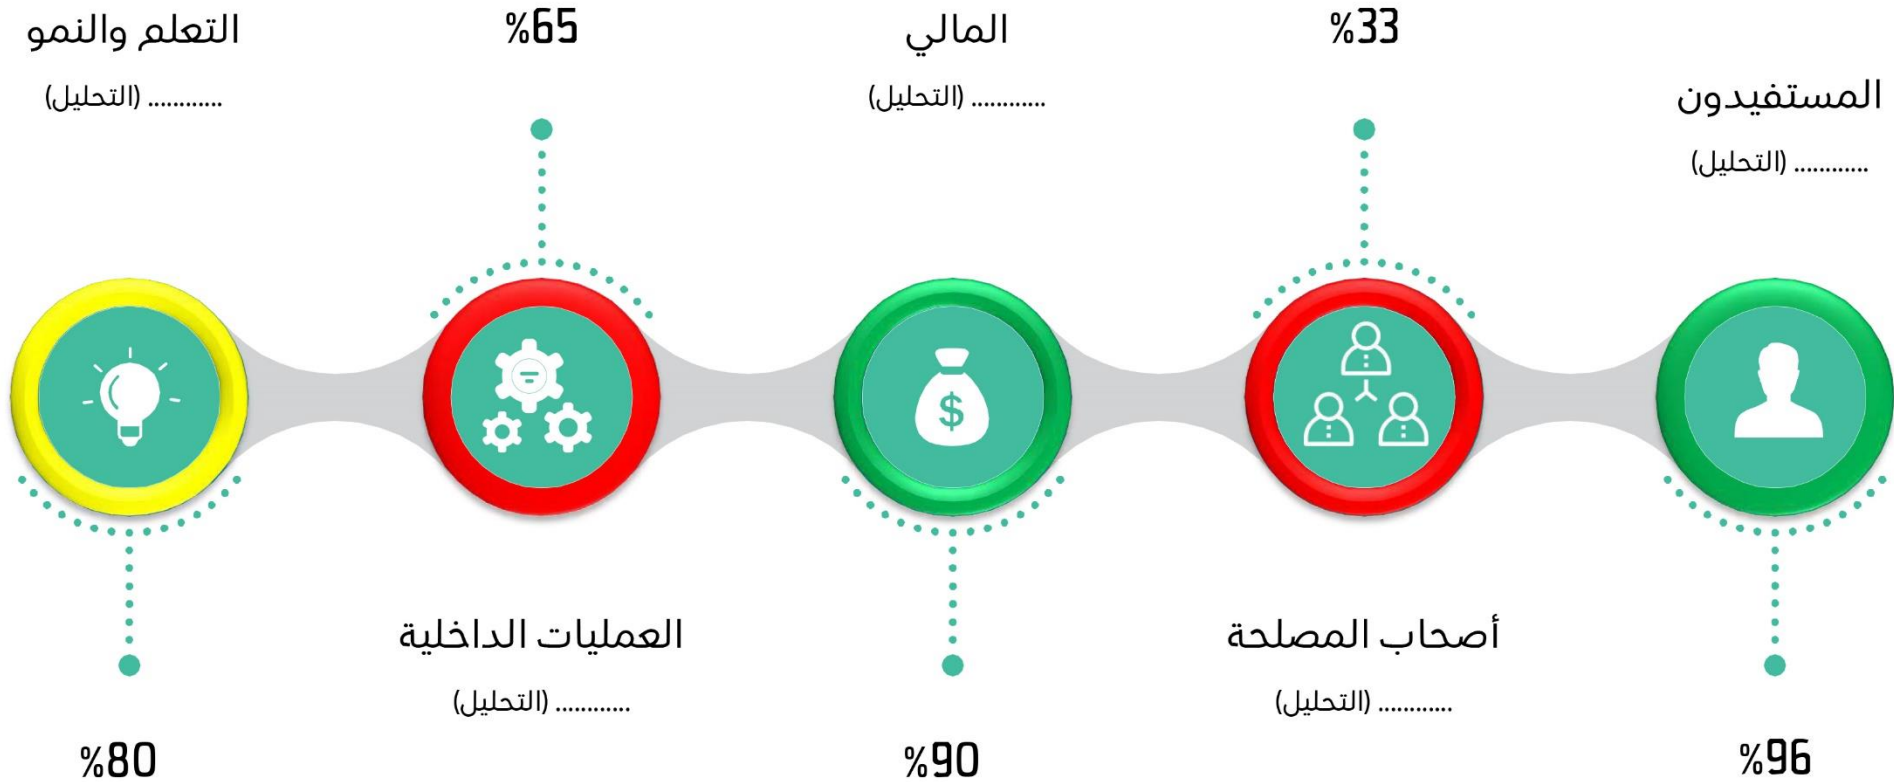 المستفيدون
(التحليل) ............
%96
%33
أصحاب المصلحة
(التحليل) ............
المالي
(التحليل) ............
$
%90
%65
العمليات الداخلية
(التحليل) ............
التعلم والنمو
(التحليل) ............
%80